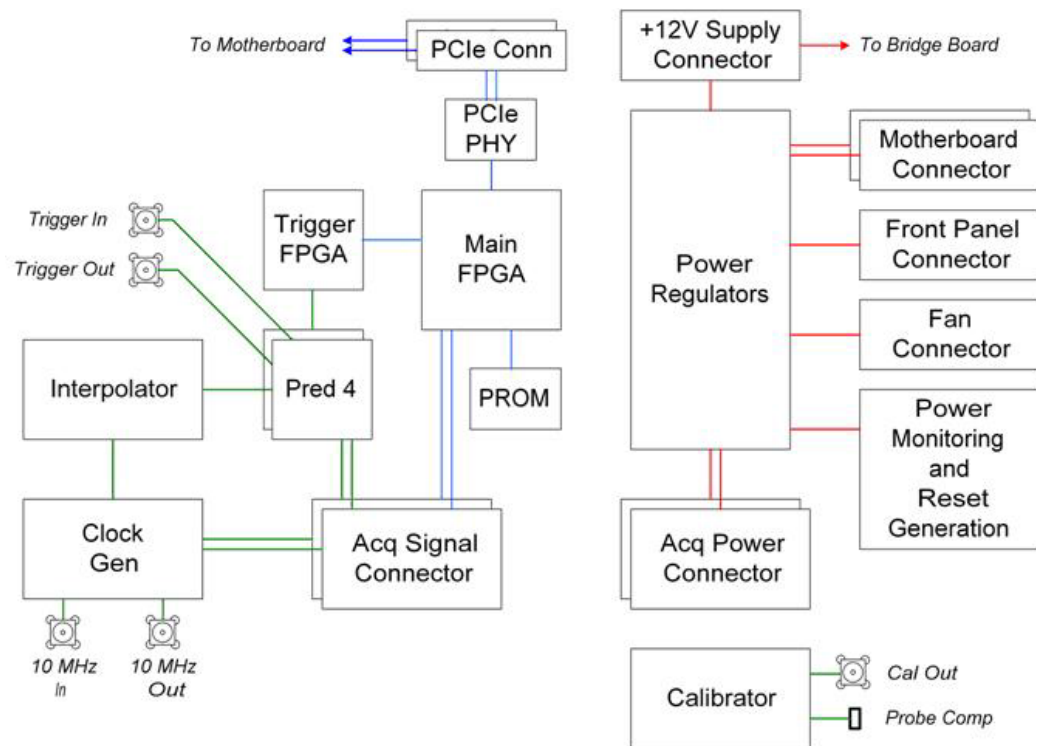 To Motherboard
PCIe Conn
+12V Supply
Connector
To Bridge Board
PCIe
PHY
Motherboard
Connector
Trigger In
Trigger Out
Trigger
FPGA
Main
FPGA
Power
Regulators
Front Panel
Connector
Fan
Connector
Interpolator
Pred 4
PROM
Power
Monitoring
and
Reset
Generation
Clock
Gen
Acq Signal
Connector
Acq Power
Connector
10 MHz
In
10 MHz
Out
Calibrator
Cal Out
Probe Comp